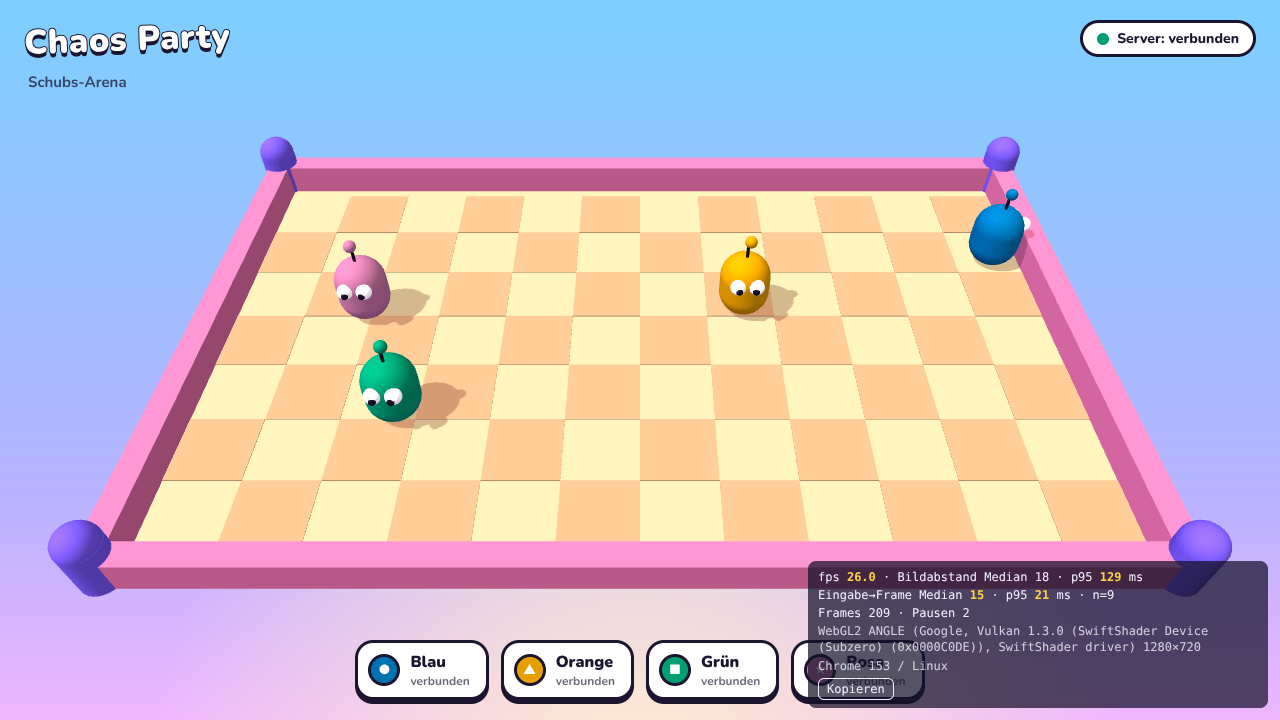 Chaos Party
Schubs-Arena
Server: verbunden
fps 26.0 · Bildabstand Median 18 · p95 129 ms
Eingabe→Frame Median 15 · p95 21 ms · n=9
Frames 209 · Pausen 2
WebGL2 ANGLE (Google, Vulkan 1.3.0 (SwiftShader Device
(Subzero) (0x0000C0DE)), SwiftShader driver) 1280×720
Chrome 153 / Linux
Kopieren
Blau
verbunden
Orange
verbunden
Grün
verbunden
Rosa
verbunden